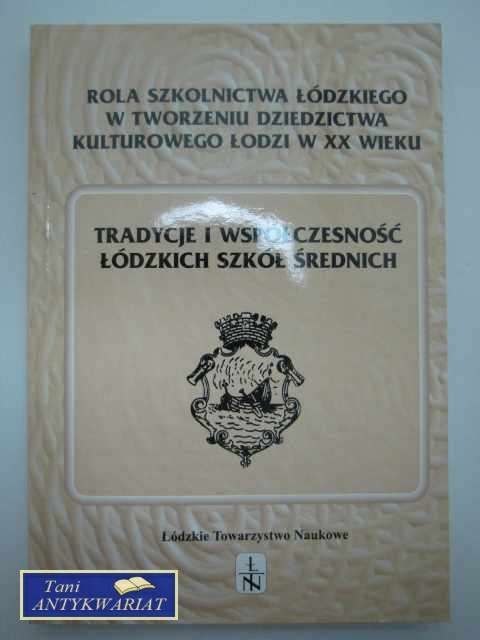 ROLA SZKOLNICTWA ŁÓDZKIEGO
W TWORZENIU DZIEDZICTWA
KULTUROWEGO ŁODZI W XX WIEKU
TRADYCJE I WSPÓŁCZESNOŚĆ
ŁÓDZKICH SZKÓŁ ŚREDNICH
Łódzkie Towarzystwo Naukowe
Ł
TN
Tani
ANTYKWARIAT